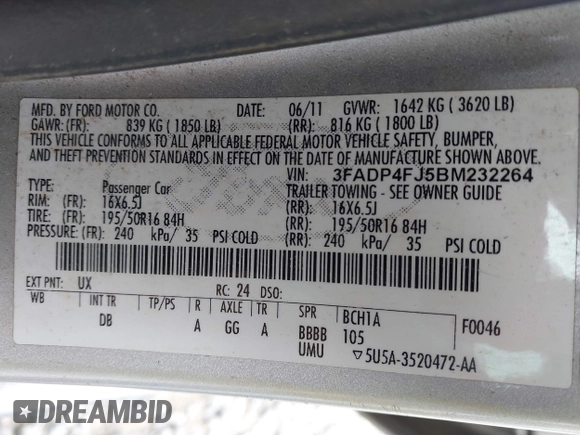 MFD. BY FORD MOTOR CO. DATE: 06/11 GVWR: 1642 KG ( 3620 LB)
GAWR: (FR): 839 KG ( 1850 LB) (RR): 816 KG ( 1800 LB)
THIS VEHICLE CONFORMS TO ALL APPLICABLE FEDERAL MOTOR VEHICLE SAFETY, BUMPER,
AND THEFT PREVENTION STANDARDS IN EFFECT ON THE DATE OF MANUFACTURE SHOWN ABOVE.
VIN: 3FADP4FJ5BM232264
TYPE: Passenger Car TRAILER TOWING - SEE OWNER GUIDE
RIM: (FR): 16X6.5J (RR): 16X6.5J
TIRE: (FR): 195/50R16 84H (RR): 195/50R16 84H
PRESSURE: (FR): 240 kPa/ 35 PSI COLD (RR): 240 kPa/ 35 PSI COLD
EXT PNT: UX RC: 24 DSO:
WB INT TR TP/PS R AXLE TR SPR BCH1A
DB A GG A BBBB 105 F0046
UMU ▽5U5A-3520472-AA
DREAMBID